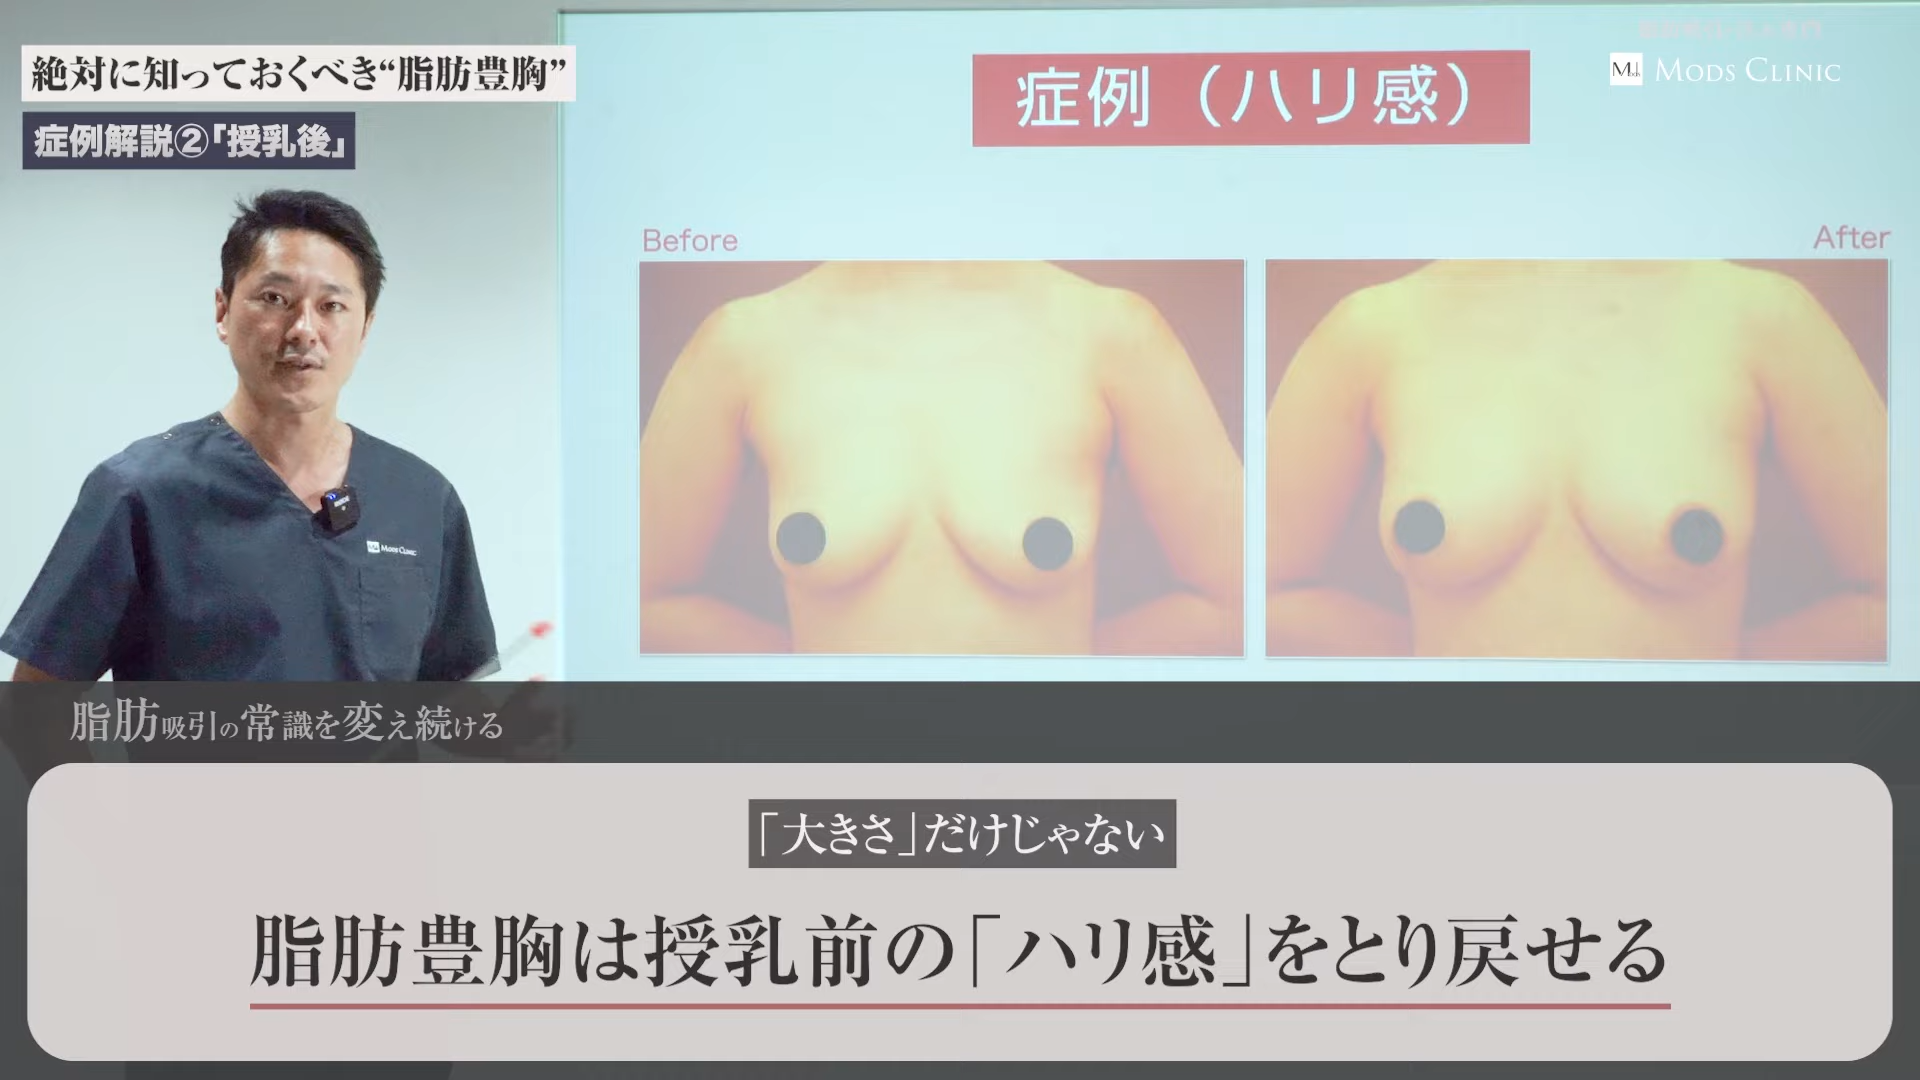 絶対に知っておくべき“脂肪豊胸”
症例解説②「授乳後」
症例（ハリ感）
M Mods
MODS CLINIC
Before
After
MODS CLINIC
脂肪吸引の常識を変え続ける
「大きさ」だけじゃない
脂肪豊胸は授乳前の「ハリ感」をとり戻せる